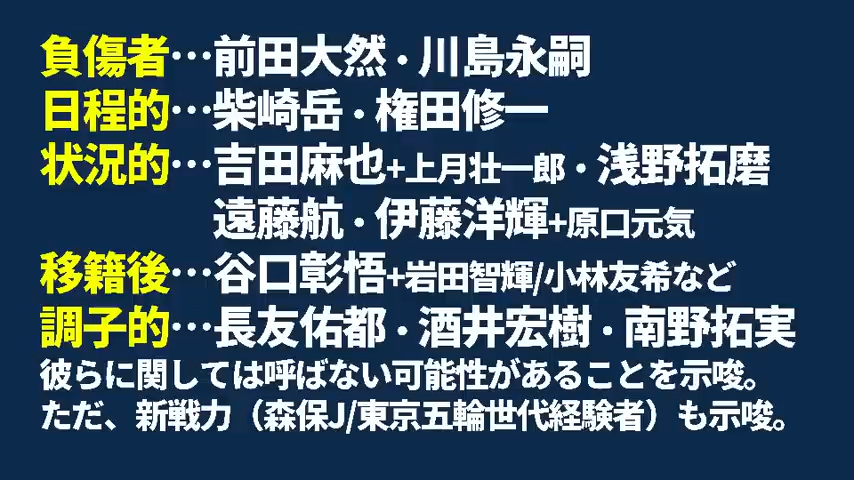 負傷者…前田大然・川島永嗣
日程的…柴崎岳・権田修一
状況的…吉田麻也+上月壮一郎・浅野拓磨
遠藤航・伊藤洋輝+原口元気
移籍後…谷口彰悟+岩田智輝/小林友希など
調子的…長友佑都・酒井宏樹・南野拓実
彼らに関しては呼ばない可能性があることを示唆。
ただ、新戦力（森保J/東京五輪世代経験者）も示唆。